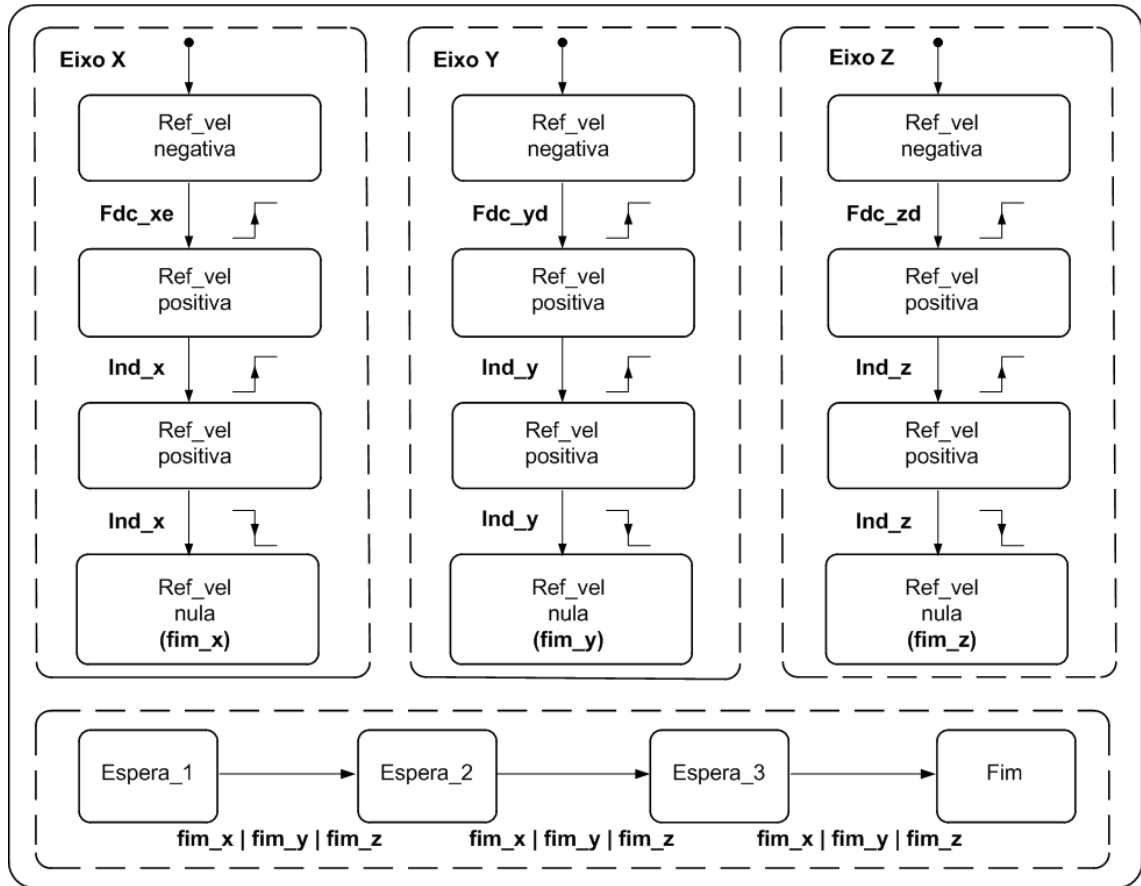 Eixo X
Ref_vel
negativa
Fdc_xe
Ref_vel
positiva
Ind_x
Ref_vel
positiva
Ind_x
Ref_vel
nula
(fim_x)
Eixo Y
Ref_vel
negativa
Fdc_yd
Ref_vel
positiva
Ind_y
Ref_vel
positiva
Ind_y
Ref_vel
nula
(fim_y)
Eixo Z
Ref_vel
negativa
Fdc_zd
Ref_vel
positiva
Ind_z
Ref_vel
positiva
Ind_z
Ref_vel
nula
(fim_z)
Espera_1
Espera_2
Espera_3
Fim
fim_x | fim_y | fim_z
fim_x | fim_y | fim_z
fim_x | fim_y | fim_z